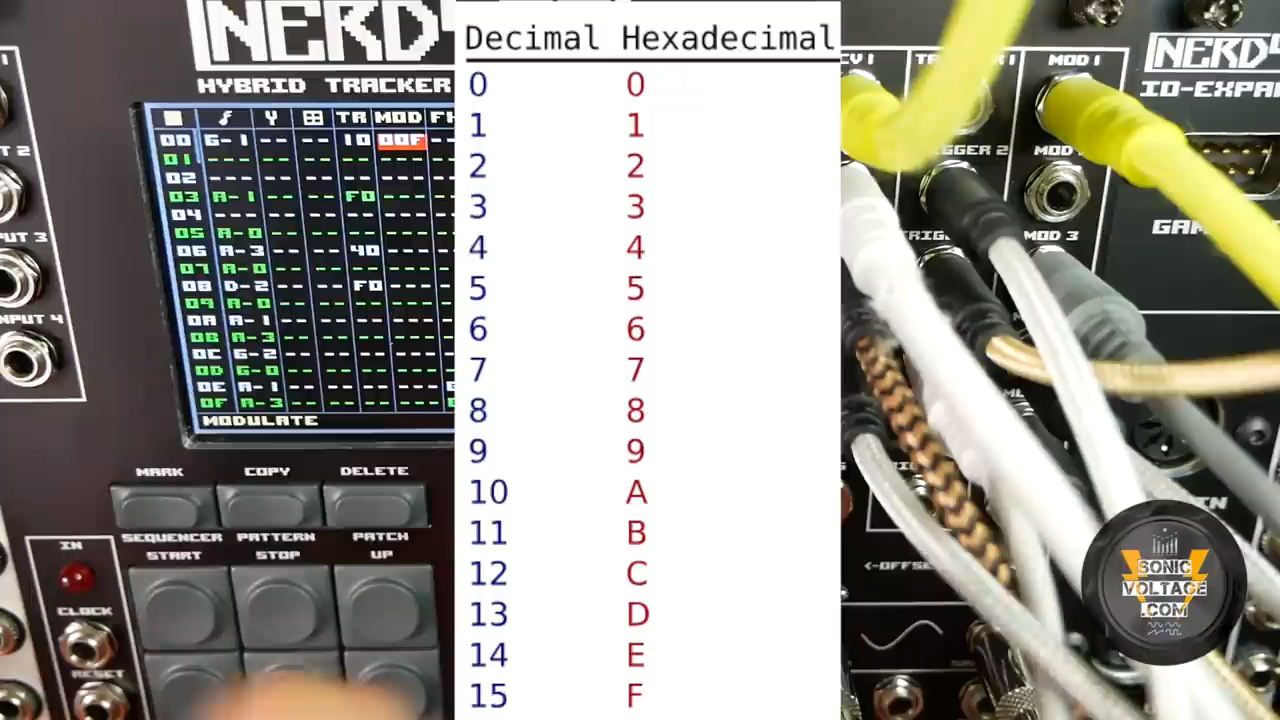 NERD
HYBRID TRACKER
TR MOD
00 G-1 -- -- 10 00F
01 -- -- -- -- ---
02 -- -- -- -- ---
03 A-1 -- -- F0 ---
04 -- -- -- -- ---
05 A-0 -- -- -- ---
06 A-3 -- -- 40 ---
07 A-0 -- -- -- ---
08 D-2 -- -- F0 ---
09 A-0 -- -- -- ---
0A A-1 -- -- -- ---
0B A-3 -- -- -- ---
0C G-2 -- -- -- ---
0D G-0 -- -- -- ---
0E A-1 -- -- -- ---
0F A-3 -- -- -- ---
MODULATE
MARK COPY DELETE
SEQUENCER PATTERN PATCH
START STOP UP
IN
CLOCK
RESET
Decimal Hexadecimal
0 0
1 1
2 2
3 3
4 4
5 5
6 6
7 7
8 8
9 9
10 A
11 B
12 C
13 D
14 E
15 F
MOD 1
NERD
IO-EXPA
MOD
MOD 3
<-OFFSE
IN
SONIC
VOLTAGE
.COM